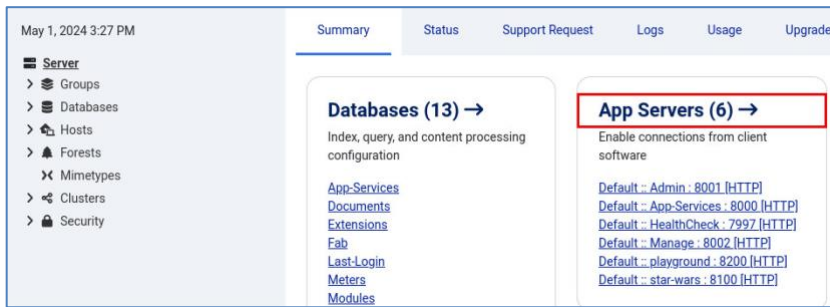 May 1, 2024 3:27 PM
Server
Groups
Databases
Hosts
Forests
Mimetypes
Clusters
Security
Summary Status Support Request Logs Usage Upgrade
Databases (13) →
Index, query, and content processing
configuration
App-Services
Documents
Extensions
Fab
Last-Login
Meters
Modules
App Servers (6) →
Enable connections from client
software
Default :: Admin : 8001 [HTTP]
Default :: App-Services : 8000 [HTTP]
Default :: HealthCheck : 7997 [HTTP]
Default :: Manage : 8002 [HTTP]
Default :: playground : 8200 [HTTP]
Default :: star-wars : 8100 [HTTP]